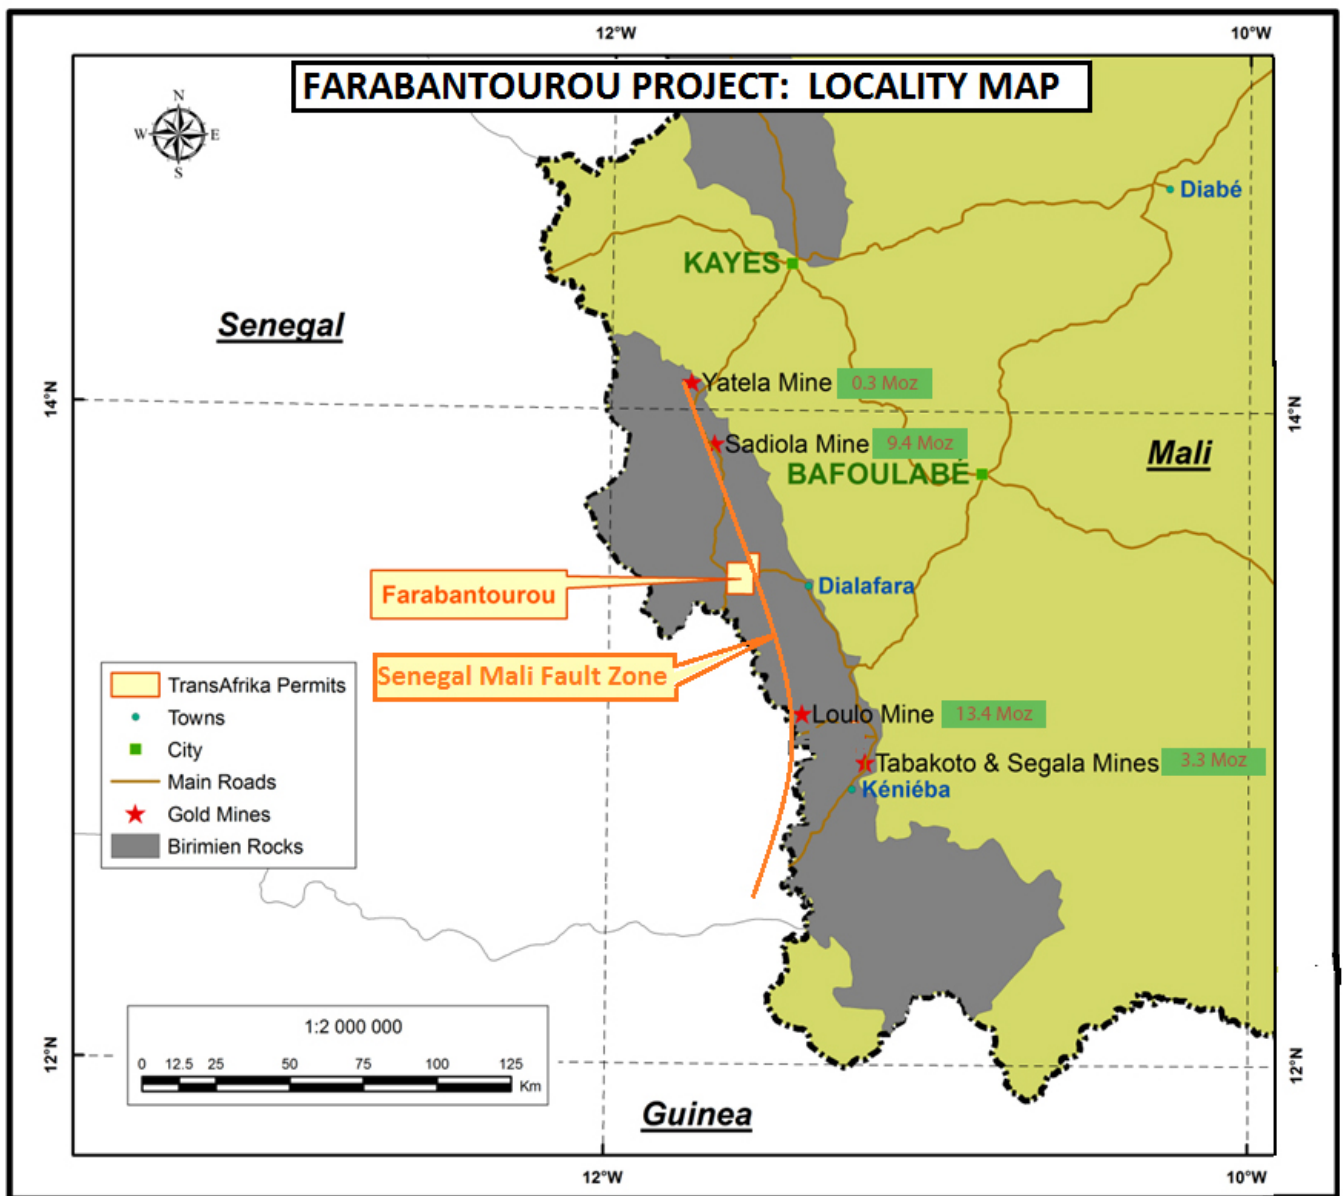 12°W
10°W
FARABANTOUROU PROJECT: LOCALITY MAP
N
W
E
S
Diabé
KAYES
Senegal
14°N
Yatela Mine
0.3 Moz
14°N
Sadiola Mine
9.4 Moz
Mali
BAFOULABÉ
Farabantourou
Dialafara
Senegal Mali Fault Zone
TransAfrika Permits
Towns
City
Main Roads
Gold Mines
Birimien Rocks
Loulo Mine
13.4 Moz
Tabakoto & Segala Mines
3.3 Moz
Kéniéba
1:2 000 000
0 12.5 25 50 75 100 125
Km
12°N
12°N
Guinea
12°W
10°W